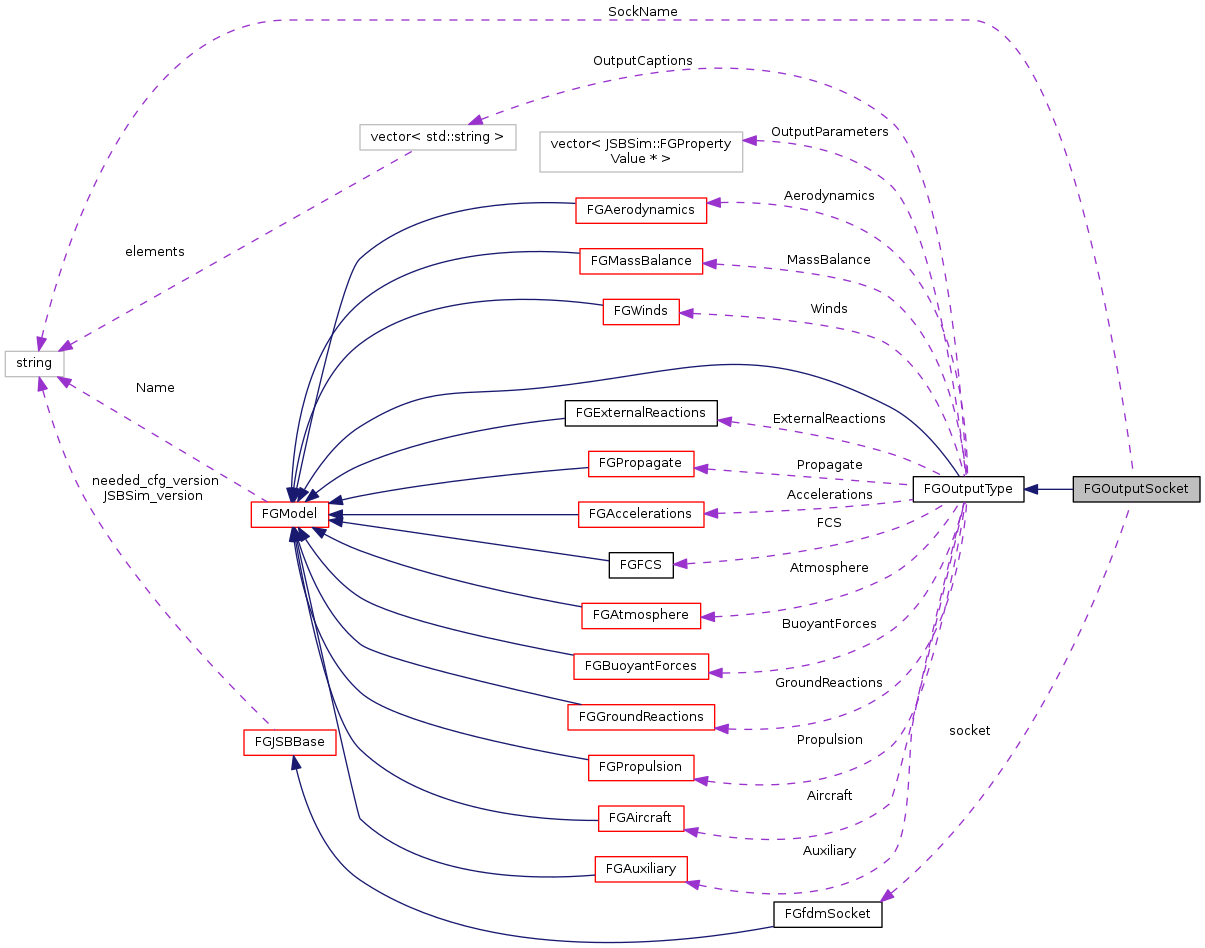 SockName
OutputCaptions
vector< std::string >
OutputParameters
vector< JSBSim::FGProperty
Value * >
Aerodynamics
FGAerodynamics
elements
MassBalance
FGMassBalance
Winds
FGWinds
string
Name
ExternalReactions
FGExternalReactions
Propagate
FGPropagate
needed_cfg_version
JSBSim_version
FGOutputType
FGOutputSocket
Accelerations
FGModel
FGAccelerations
FCS
FGFCS
Atmosphere
FGAtmosphere
BuoyantForces
FGBuoyantForces
GroundReactions
FGGroundReactions
socket
FGJSBBase
Propulsion
FGPropulsion
Aircraft
FGAircraft
Auxiliary
FGAuxiliary
FGfdmSocket